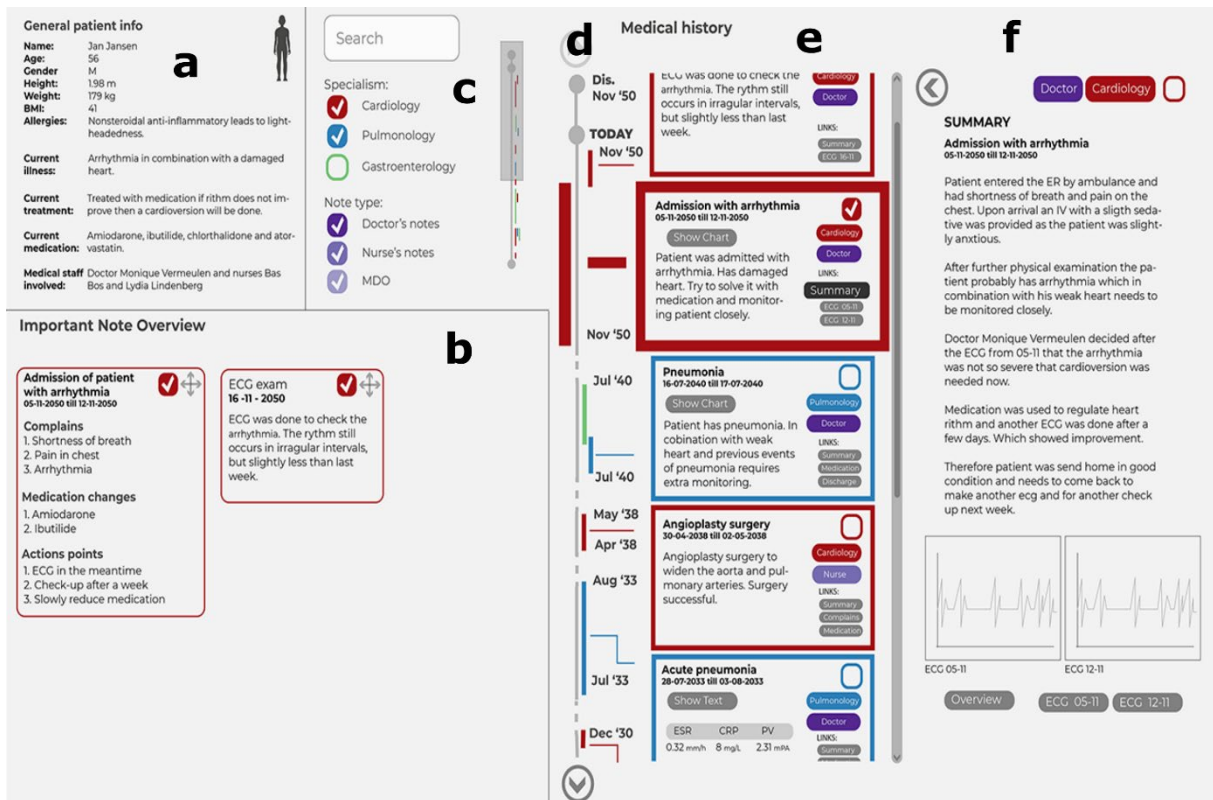 General patient info
a
Name: Jan Jansen
Age: 56
Gender M
Height: 1.98 m
Weight: 179 kg
BMI: 41
Allergies: Nonsteroidal anti-inflammatory leads to light-
headedness.
Current Arrhythmia in combination with a damaged
illness: heart.
Current Treated with medication if rithm does not im-
treatment: prove then a cardioversion will be done.
Current Amiodarone, ibutilide, chlorthalidone and ator-
medication: vastatin.
Medical staff Doctor Monique Vermeulen and nurses Bas
involved: Bos and Lydia Lindenberg
Search
c
Specialism:
Cardiology
Pulmonology
Gastroenterology
Note type:
Doctor's notes
Nurse's notes
MDO
Important Note Overview
b
Admission of patient
with arrhythmia
05-11-2050 till 12-11-2050
Complains
1. Shortness of breath
2. Pain in chest
3. Arrhythmia
Medication changes
1. Amiodarone
2. Ibutilide
Actions points
1. ECG in the meantime
2. Check-up after a week
3. Slowly reduce medication
ECG exam
16 -11 - 2050
ECG was done to check the
arrhythmia. The rythm still
occurs in irragular intervals,
but slightly less than last
week.
d
Medical history
e
Dis.
Nov '50
TODAY
Nov '50
Nov '50
Jul '40
Jul '40
May '38
Apr '38
Aug '33
Jul '33
Dec '30
ECG was done to check the
arrhythmia. The rythm still
occurs in irregular intervals,
but slightly less than last
week.
Cardiology
Doctor
LINKS:
Summary
ECG 16-11
Admission with arrhythmia
05-11-2050 till 12-11-2050
Show Chart
Patient was admitted with
arrhythmia. Has damaged
heart. Try to solve it with
medication and monitor-
ing patient closely.
Cardiology
Doctor
LINKS:
Summary
ECG 05-11
ECG 12-11
Pneumonia
16-07-2040 till 17-07-2040
Show Chart
Patient has pneumonia. In
cobination with weak
heart and previous events
of pneumonia requires
extra monitoring.
Pulmonology
Doctor
LINKS:
Summary
Medication
Discharge
Angioplasty surgery
30-04-2038 till 02-05-2038
Angioplasty surgery to
widen the aorta and pul-
monary arteries. Surgery
successful.
Cardiology
Nurse
LINKS:
Summary
Complains
Medication
Acute pneumonia
28-07-2033 till 03-08-2033
Show Text
ESR CRP PV
0.32 mm/h 8 mg/L 2.31 mPA
Pulmonology
Doctor
LINKS:
Summary
f
Doctor Cardiology
SUMMARY
Admission with arrhythmia
05-11-2050 till 12-11-2050
Patient entered the ER by ambulance and
had shortness of breath and pain on the
chest. Upon arrival an IV with a sligth seda-
tive was provided as the patient was slight-
ly anxtious.
After further physical examination the pa-
tient probably has arrhythmia which in
combination with his weak heart needs to
be monitored closely.
Doctor Monique Vermeulen decided after
the ECG from 05-11 that the arrhythmia
was not so severe that cardioversion was
needed now.
Medication was used to regulate heart
rithm and another ECG was done after a
few days. Which showed improvement.
Therefore patient was send home in good
condition and needs to come back to
make another ecg and for another check
up next week.
ECG 05-11
ECG 12-11
Overview
ECG 05-11
ECG 12-11